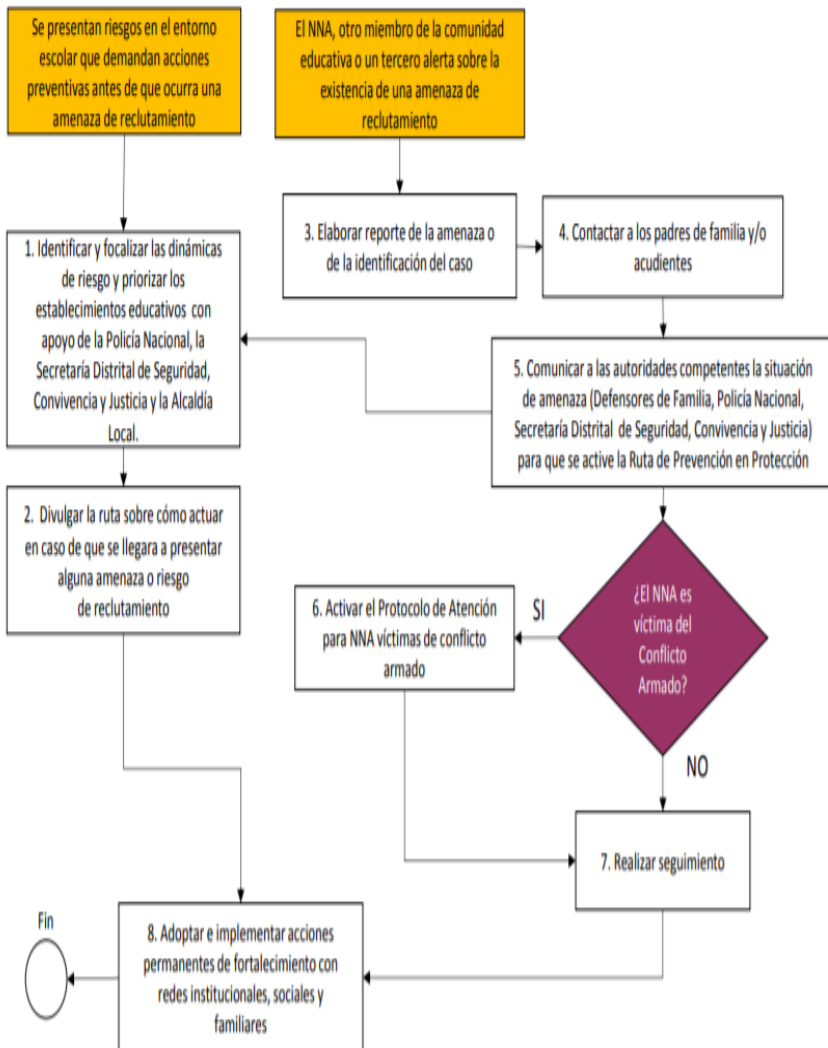 Se presentan riesgos en el entorno
escolar que demandan acciones
preventivas antes de que ocurra una
amenaza de reclutamiento
El NNA, otro miembro de la comunidad
educativa o un tercero alerta sobre la
existencia de una amenaza de
reclutamiento
1. Identificar y focalizar las dinámicas
de riesgo y priorizar los
establecimientos educativos con
apoyo de la Policía Nacional, la
Secretaría Distrital de Seguridad,
Convivencia y Justicia y la Alcaldía
Local.
2. Divulgar la ruta sobre cómo actuar
en caso de que se llegara a presentar
alguna amenaza o riesgo
de reclutamiento
3. Elaborar reporte de la amenaza o
de la identificación del caso
4. Contactar a los padres de familia y/o
acudientes
5. Comunicar a las autoridades competentes la situación
de amenaza (Defensores de Familia, Policía Nacional,
Secretaría Distrital de Seguridad, Convivencia y Justicia)
para que se active la Ruta de Prevención en Protección
¿El NNA es
víctima del
Conflicto
Armado?
SI
6. Activar el Protocolo de Atención
para NNA víctimas de conflicto
armado
NO
7. Realizar seguimiento
8. Adoptar e implementar acciones
permanentes de fortalecimiento con
redes institucionales, sociales y
familiares
Fin